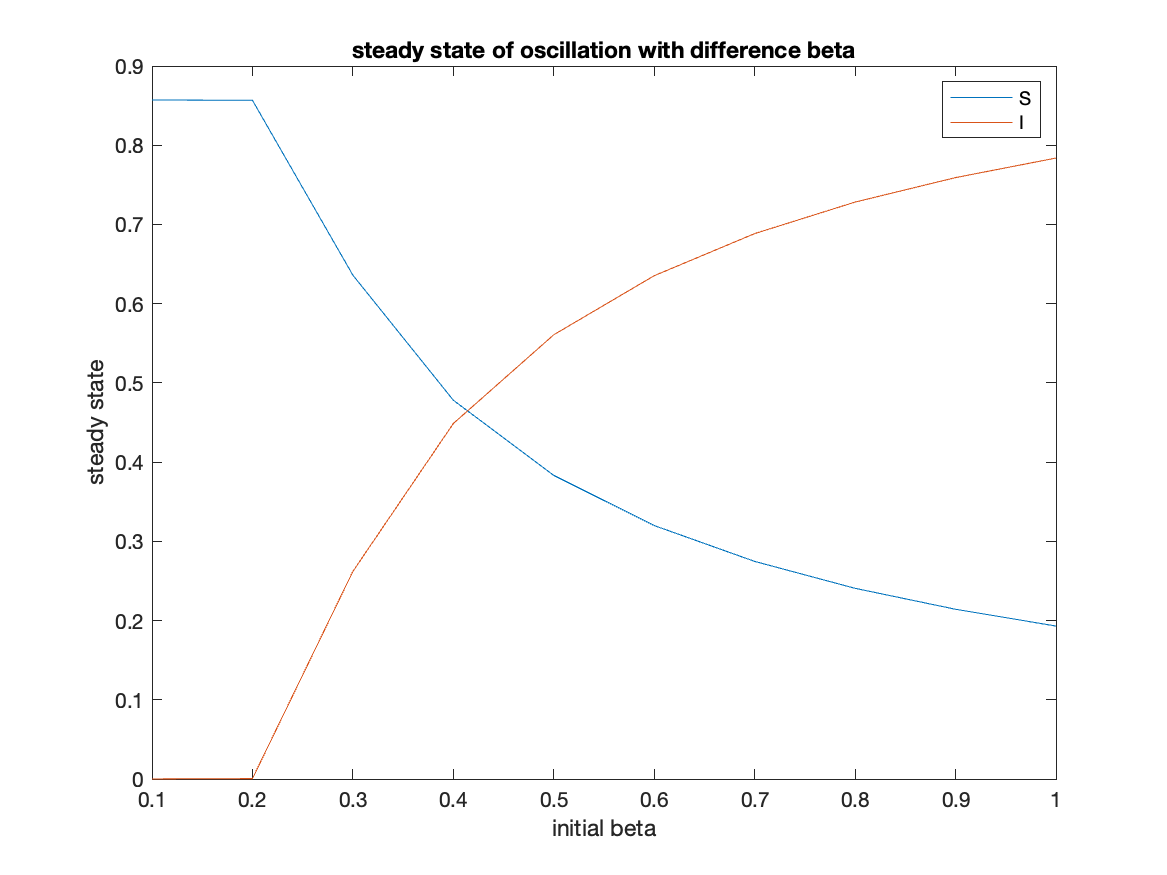 steady state of oscillation with difference beta
S
I
0.9
0.8
0.7
0.6
0.5
0.4
0.3
0.2
0.1
0
steady state
0.1 0.2 0.3 0.4 0.5 0.6 0.7 0.8 0.9 1
initial beta